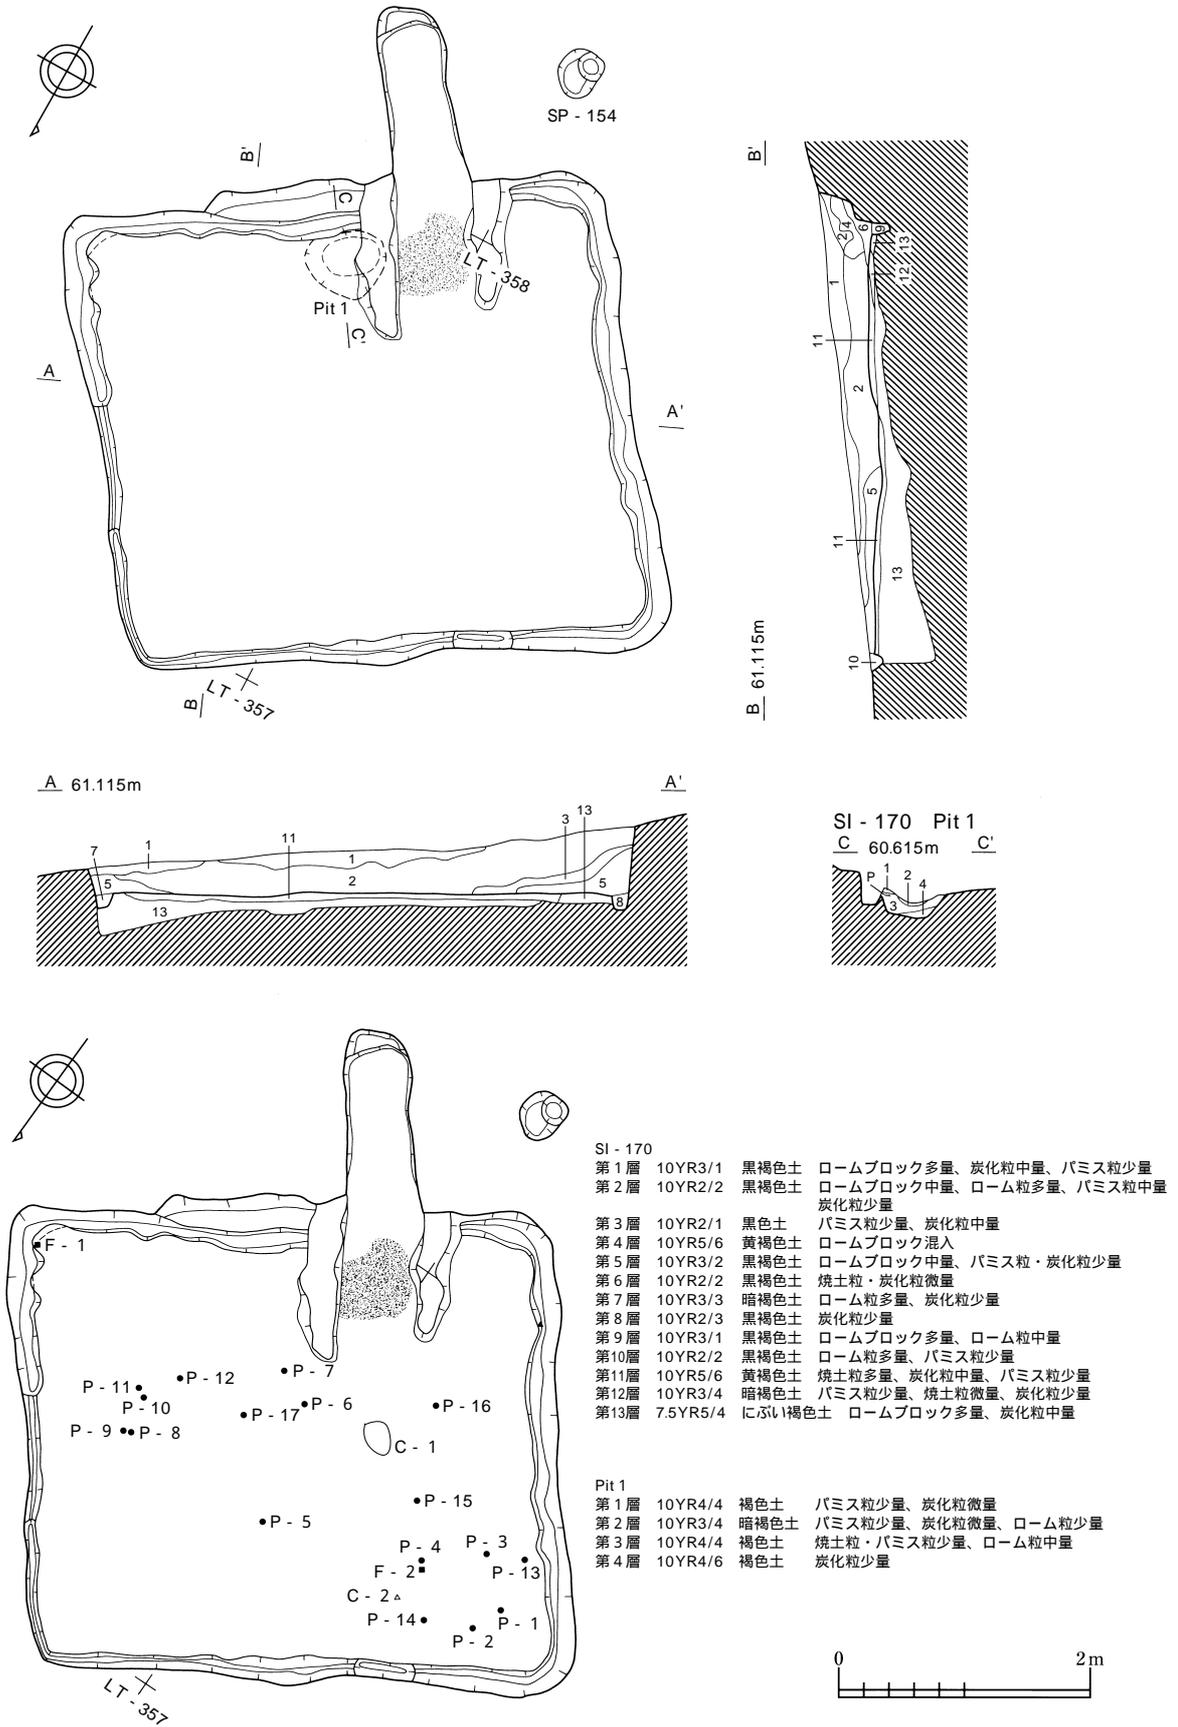 SP - 154
B'
B'
C
LT - 358
Pit 1
C'
A
A'
B
LT - 357
1
2
4
6
9
13
12
11
2
5
11
13
10
B 61.115m
A 61.115m
A'
7
1
11
1
3
13
5
2
5
13
8
SI - 170 Pit 1
C 60.615m C'
P
1
2
4
3
F - 1
P - 7
P - 12
P - 11
P - 10
P - 6
P - 17
P - 16
P - 9
P - 8
C - 1
P - 15
P - 5
P - 4
P - 3
F - 2
P - 13
C - 2
P - 14
P - 1
P - 2
LT - 357
SI - 170
第1層 10YR3/1 黒褐色土 ロームブロック多量、炭化粒中量、パミス粒少量
第2層 10YR2/2 黒褐色土 ロームブロック中量、ローム粒多量、パミス粒中量
炭化粒少量
第3層 10YR2/1 黒色土 パミス粒少量、炭化粒中量
第4層 10YR5/6 黄褐色土 ロームブロック混入
第5層 10YR3/2 黒褐色土 ロームブロック中量、パミス粒・炭化粒少量
第6層 10YR2/2 黒褐色土 焼土粒・炭化粒微量
第7層 10YR3/3 暗褐色土 ローム粒多量、炭化粒少量
第8層 10YR2/3 黒褐色土 炭化粒少量
第9層 10YR3/1 黒褐色土 ロームブロック多量、ローム粒中量
第10層 10YR2/2 黒褐色土 ローム粒多量、パミス粒少量
第11層 10YR5/6 黄褐色土 焼土粒多量、炭化粒中量、パミス粒少量
第12層 10YR3/4 暗褐色土 パミス粒少量、焼土粒微量、炭化粒少量
第13層 7.5YR5/4 にぶい褐色土 ロームブロック多量、炭化粒中量
Pit 1
第1層 10YR4/4 褐色土 パミス粒少量、炭化粒微量
第2層 10YR3/4 暗褐色土 パミス粒少量、炭化粒微量、ローム粒少量
第3層 10YR4/4 褐色土 焼土粒・パミス粒少量、ローム粒中量
第4層 10YR4/6 褐色土 炭化粒少量
0 2m